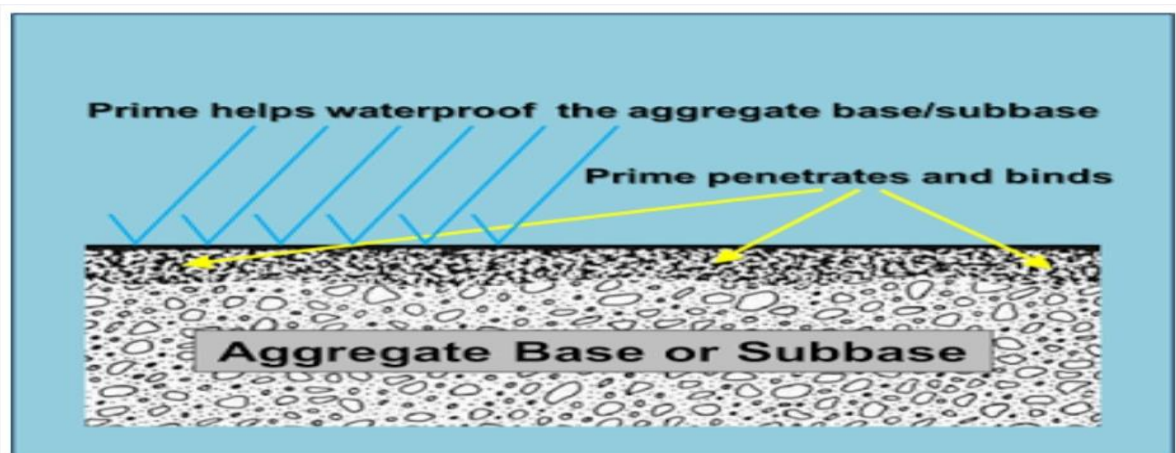 Prime helps waterproof the aggregate base/subbase
Prime penetrates and binds
Aggregate Base or Subbase